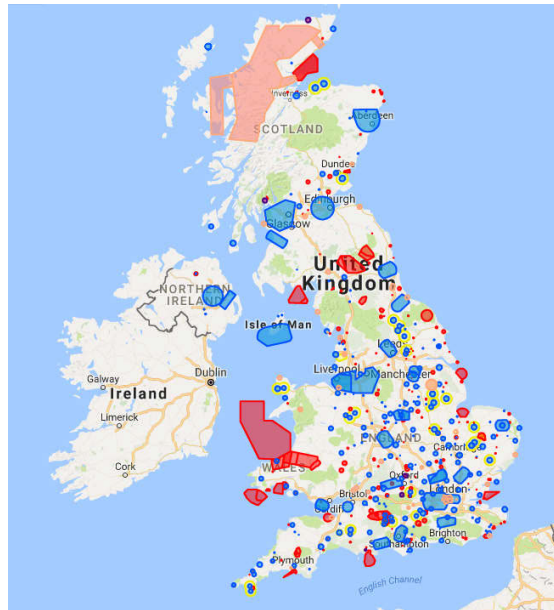 Inverness
SCOTLAND
Aberdeen
Dundee
Edinburgh
Glasgow
United
Kingdom
NORTHERN
IRELAND
Isle of Man
Leed
Dublin
Liverpool
Manchester
Galway
Ireland
Limerick
ENGLAND
Cambridge
Cork
WALES
Oxford
London
Bristol
Cardiff
Southampton
Brighton
Plymouth
English Channel